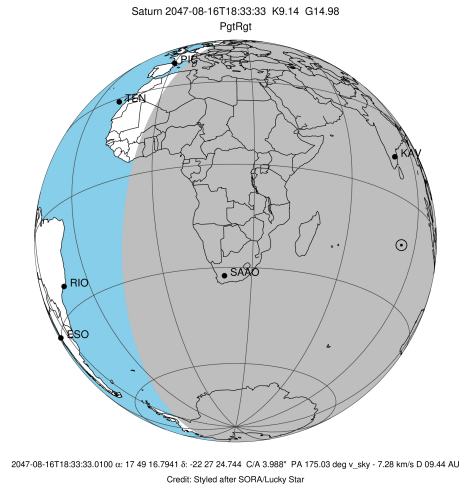 Saturn 2047-08-16T18:33:33 K9.14 G14.98
PgtRgt
PIC
TEN
KAV
SAAO
RIO
ESO
2047-08-16T18:33:33.0100 α: 17 49 16.7941 δ: -22 27 24.744 C/A 3.988" PA 175.03 deg v_sky - 7.28 km/s D 09.44 AU
Credit: Styled after SORA/Lucky Star